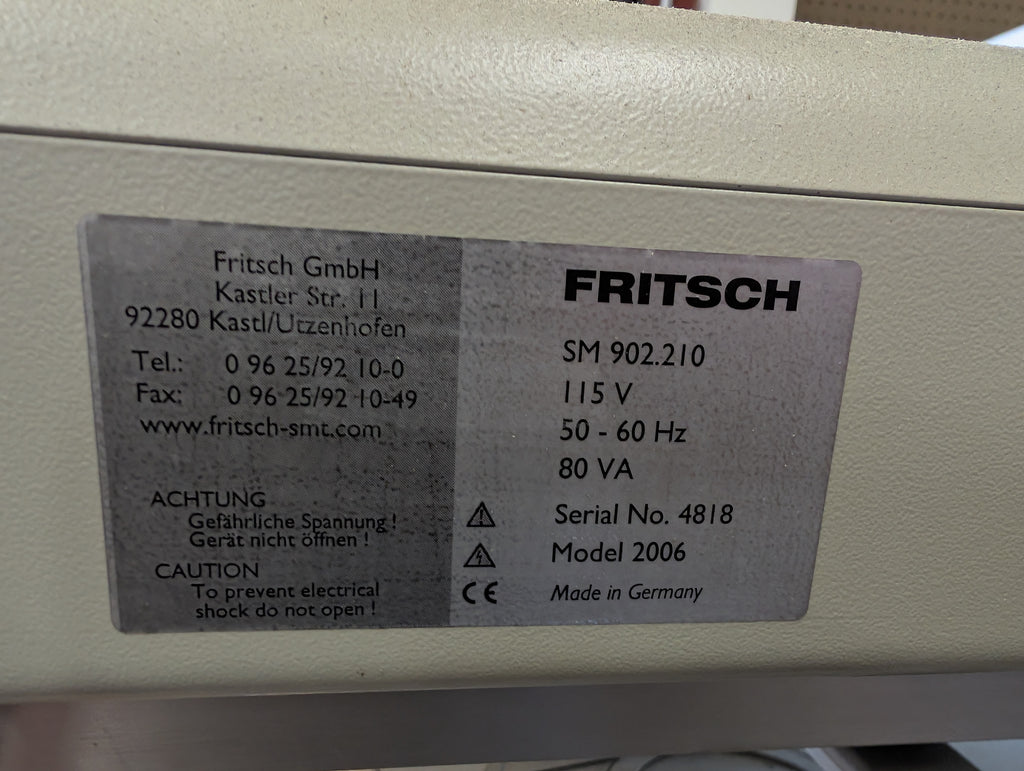 Fritsch GmbH
Kastler Str. 11
92280 Kastl/Utzenhofen
Tel.: 0 96 25/92 10-0
Fax: 0 96 25/92 10-49
www.fritsch-smt.com
ACHTUNG
Gefährliche Spannung !
Gerät nicht öffnen !
CAUTION
To prevent electrical
shock do not open !
FRITSCH
SM 902.210
115 V
50 - 60 Hz
80 VA
Serial No. 4818
Model 2006
CE
Made in Germany